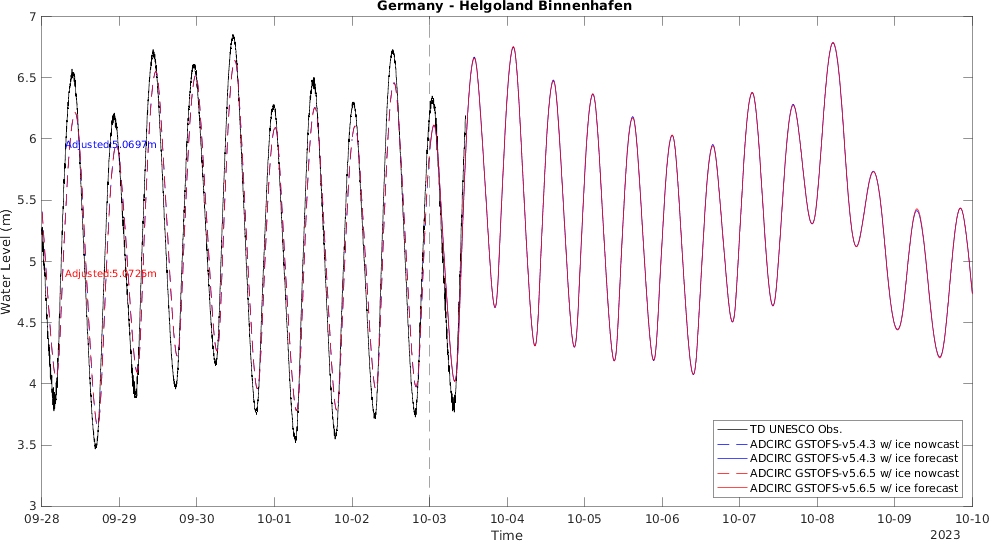 Germany - Helgoland Binnenhafen
7
6.5
6
5.5
5
4.5
4
3.5
3
Water Level (m)
Adjusted:5.0697m
Adjusted:5.0726m
TD UNESCO Obs.
ADCIRC GSTOFS-v5.4.3 w/ ice nowcast
ADCIRC GSTOFS-v5.4.3 w/ ice forecast
ADCIRC GSTOFS-v5.6.5 w/ ice nowcast
ADCIRC GSTOFS-v5.6.5 w/ ice forecast
09-28 09-29 09-30 10-01 10-02 10-03 10-04 10-05 10-06 10-07 10-08 10-09 10-10
Time
2023